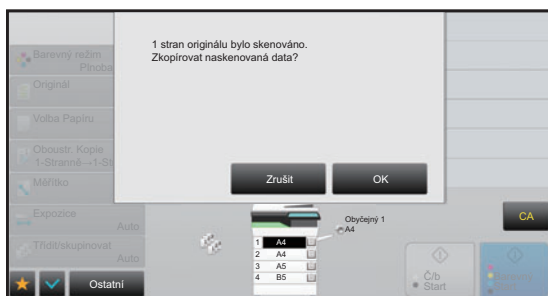 1 stran originálu bylo skenováno.
Zkopírovat naskenovaná data?
Zrušit
OK
Barevný režim
Plnoba
Originál
Volba Papíru
Oboustr. Kopie
1-Stranně→1-St
Měřítko
Expozice
Auto
Třídit/skupinovat
Auto
Ostatní
Obyčejný 1
A4
1 A4
2 A4
3 A5
4 B5
CA
Č/b
Start